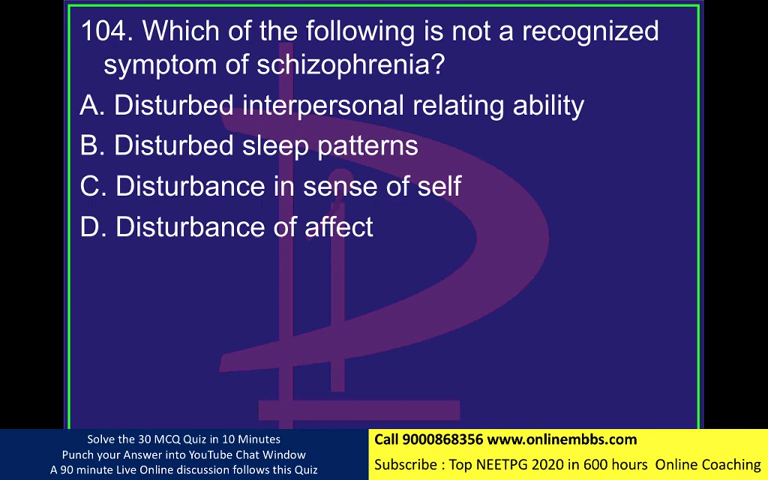 104. Which of the following is not a recognized
symptom of schizophrenia?
A. Disturbed interpersonal relating ability
B. Disturbed sleep patterns
C. Disturbance in sense of self
D. Disturbance of affect
Solve the 30 MCQ Quiz in 10 Minutes
Punch your Answer into YouTube Chat Window
A 90 minute Live Online discussion follows this Quiz
Call 9000868356 www.onlinembbs.com
Subscribe : Top NEETPG 2020 in 600 hours Online Coaching